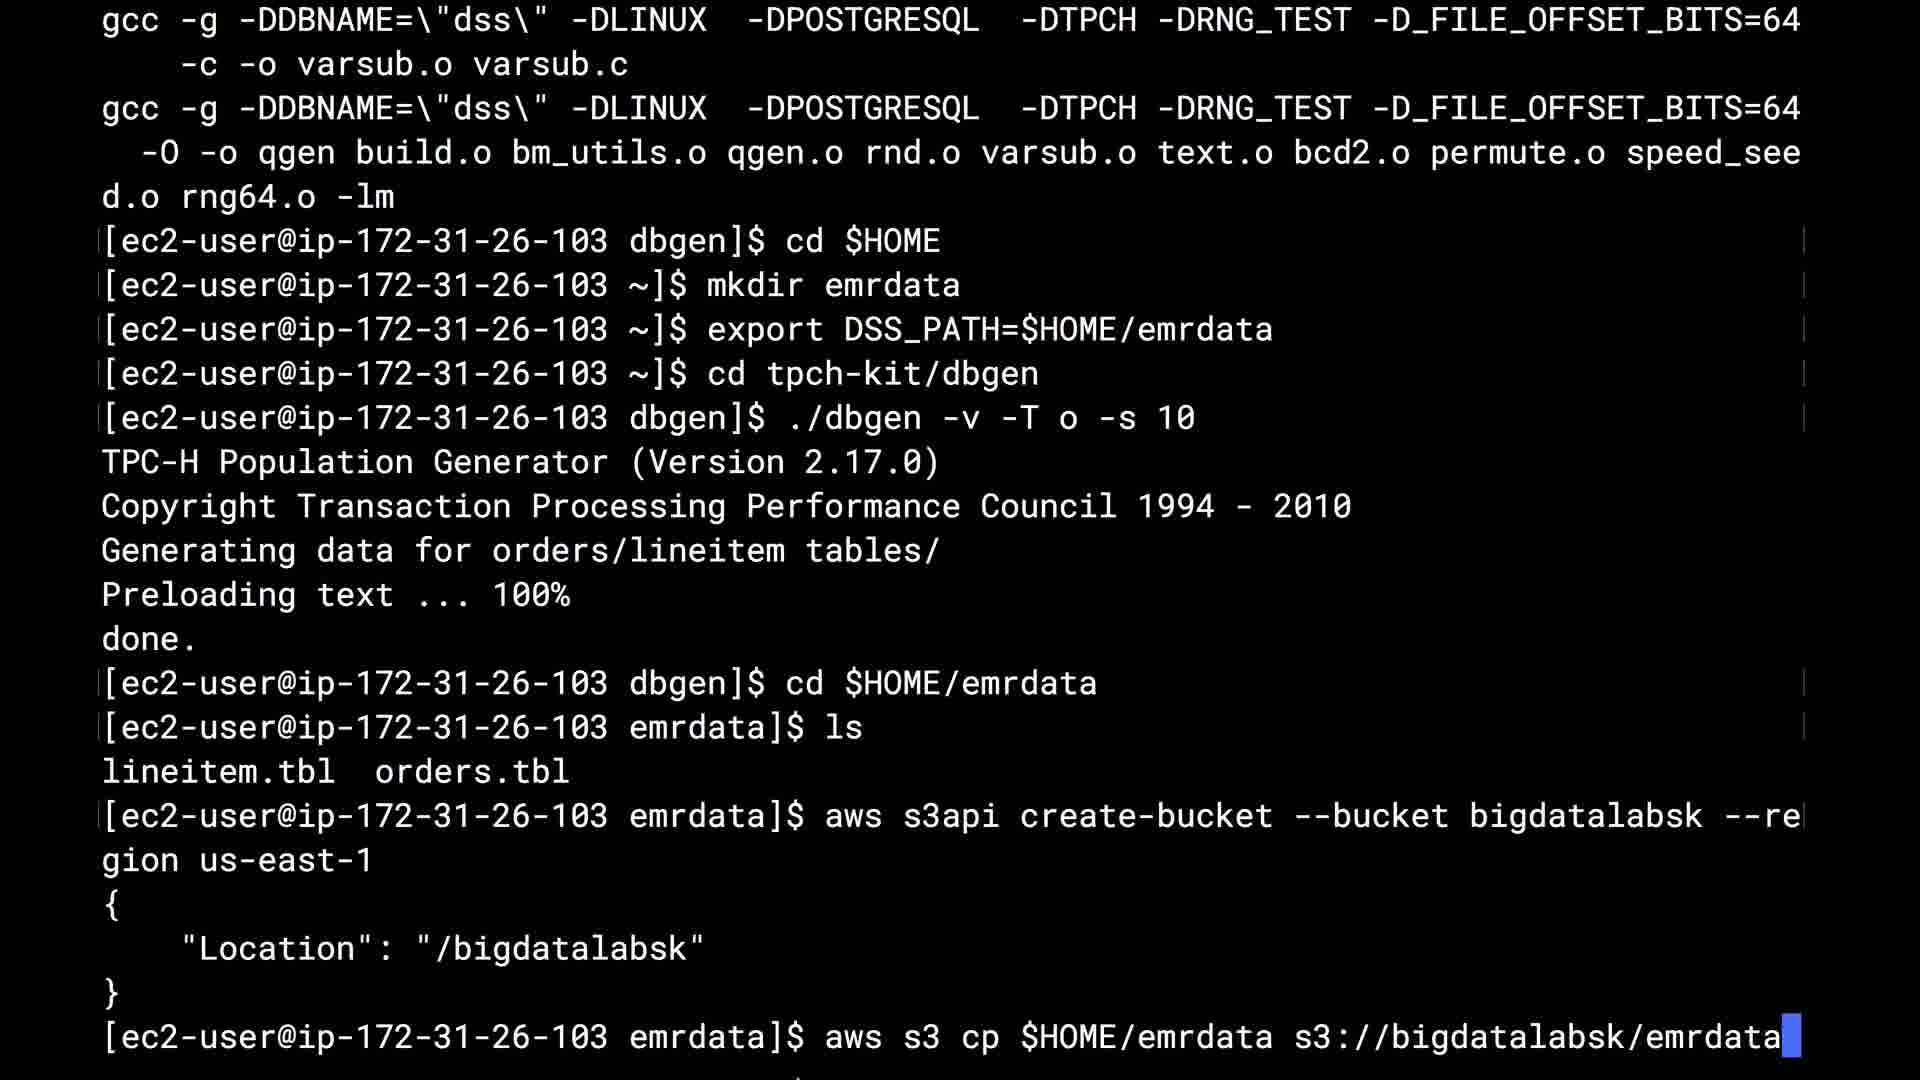 gcc -g -DDBNAME=\"dss\" -DLINUX  -DPOSTGRESQL  -DTPCH -DRNG_TEST -D_FILE_OFFSET_BITS=64
    -c -o varsub.o varsub.c
gcc -g -DDBNAME=\"dss\" -DLINUX  -DPOSTGRESQL  -DTPCH -DRNG_TEST -D_FILE_OFFSET_BITS=64
  -O -o qgen build.o bm_utils.o qgen.o rnd.o varsub.o text.o bcd2.o permute.o speed_see
d.o rng64.o -lm
[ec2-user@ip-172-31-26-103 dbgen]$ cd $HOME
[ec2-user@ip-172-31-26-103 ~]$ mkdir emrdata
[ec2-user@ip-172-31-26-103 ~]$ export DSS_PATH=$HOME/emrdata
[ec2-user@ip-172-31-26-103 ~]$ cd tpch-kit/dbgen
[ec2-user@ip-172-31-26-103 dbgen]$ ./dbgen -v -T o -s 10
TPC-H Population Generator (Version 2.17.0)
Copyright Transaction Processing Performance Council 1994 - 2010
Generating data for orders/lineitem tables/
Preloading text ... 100%
done.
[ec2-user@ip-172-31-26-103 dbgen]$ cd $HOME/emrdata
[ec2-user@ip-172-31-26-103 emrdata]$ ls
lineitem.tbl  orders.tbl
[ec2-user@ip-172-31-26-103 emrdata]$ aws s3api create-bucket --bucket bigdatalabsk --re
gion us-east-1
{
    "Location": "/bigdatalabsk"
}
[ec2-user@ip-172-31-26-103 emrdata]$ aws s3 cp $HOME/emrdata s3://bigdatalabsk/emrdata